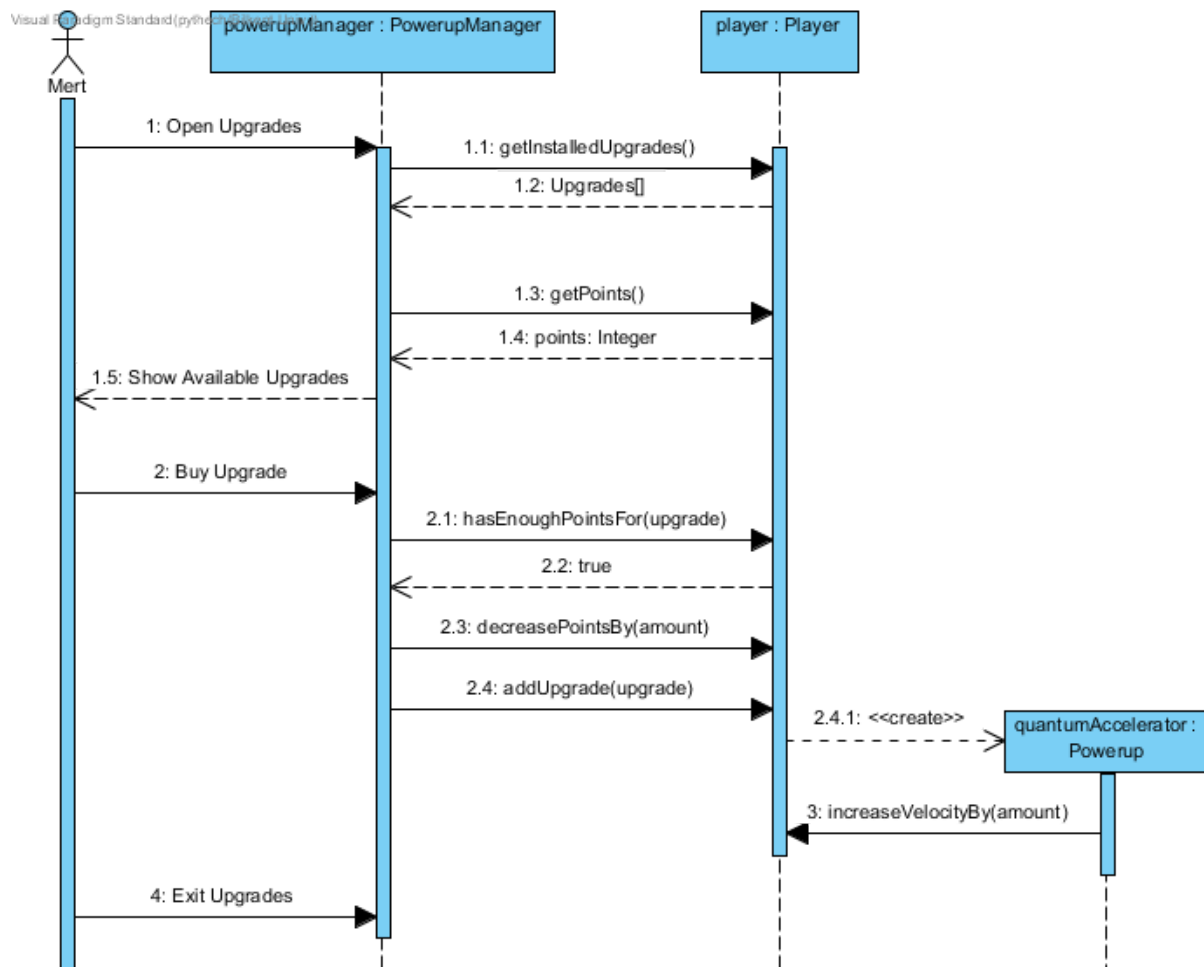 Visual Paradigm Standard
powerupManager : PowerupManager
player : Player
Mert
1: Open Upgrades
1.1: getInstalledUpgrades()
1.2: Upgrades[]
1.3: getPoints()
1.4: points: Integer
1.5: Show Available Upgrades
2: Buy Upgrade
2.1: hasEnoughPointsFor(upgrade)
2.2: true
2.3: decreasePointsBy(amount)
2.4: addUpgrade(upgrade)
2.4.1: <<create>>
quantumAccelerator :
Powerup
3: increaseVelocityBy(amount)
4: Exit Upgrades